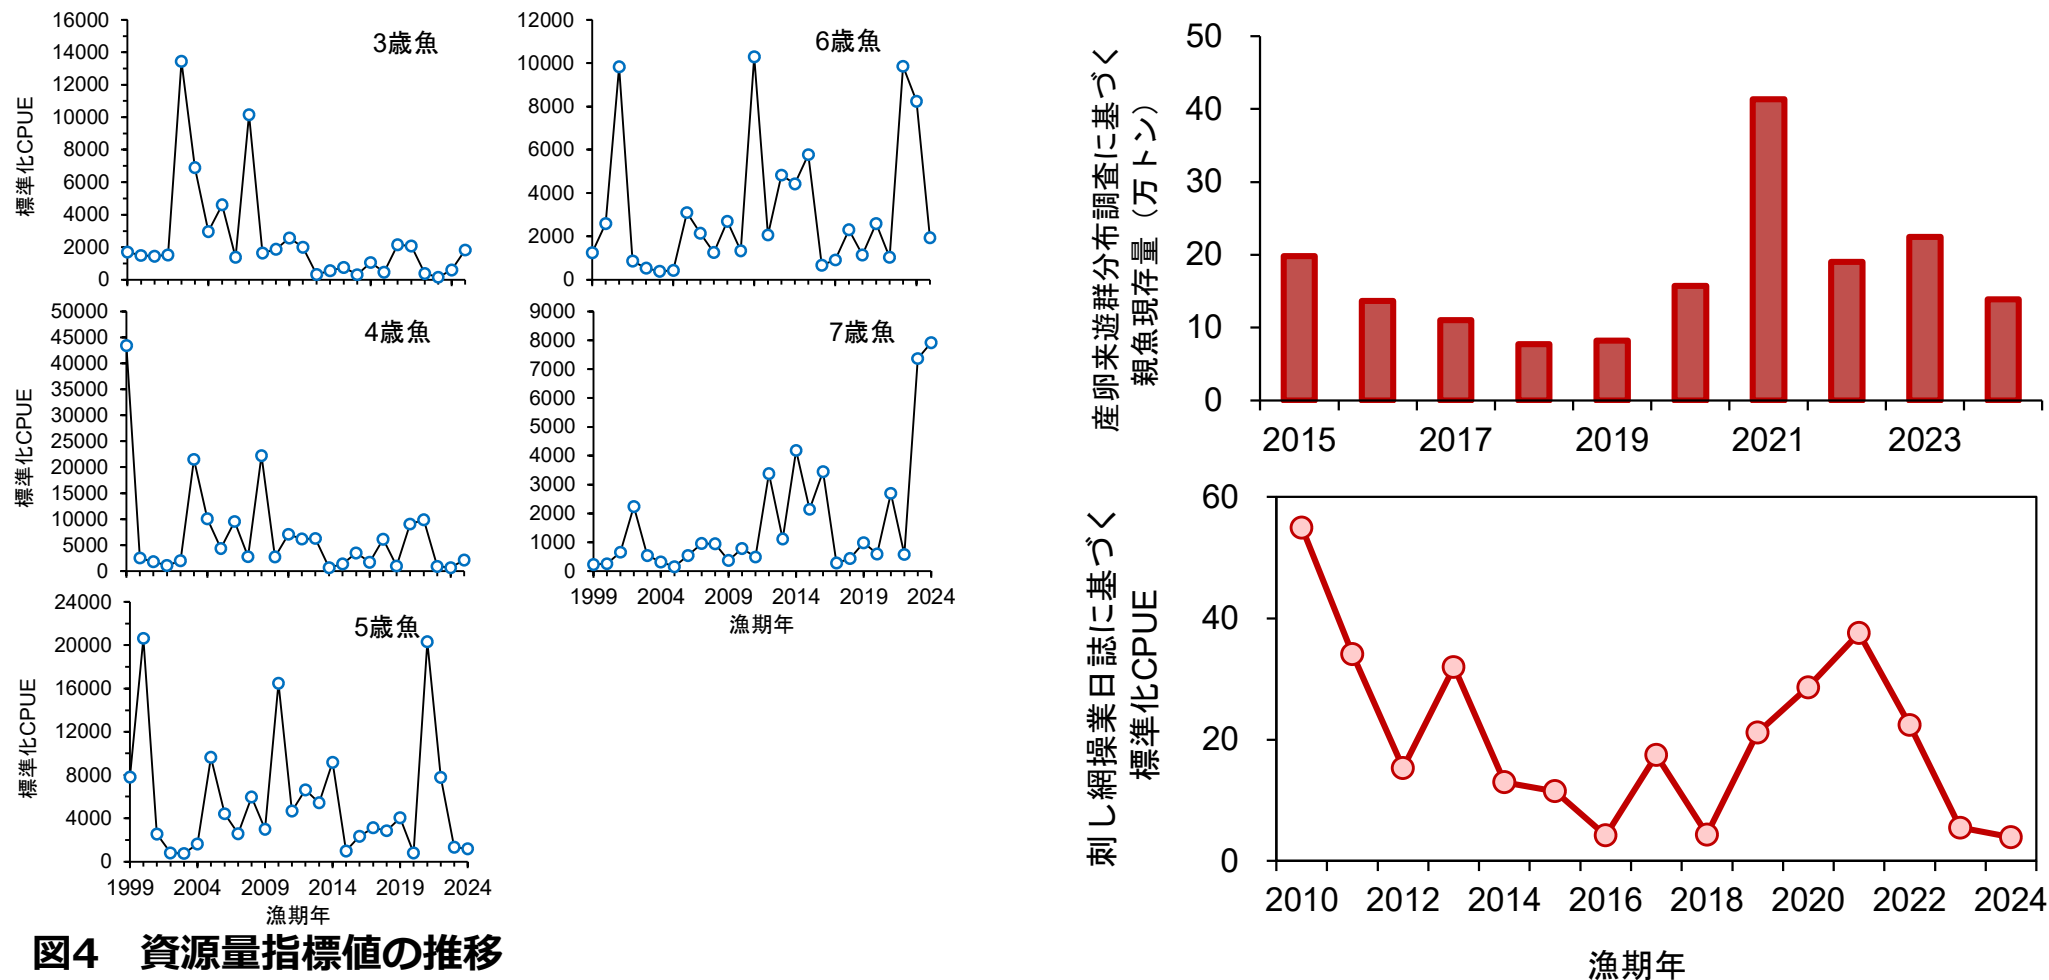 3歳魚
標準化CPUE
16000
14000
12000
10000
8000
6000
4000
2000
0
4歳魚
標準化CPUE
50000
45000
40000
35000
30000
25000
20000
15000
10000
5000
0
5歳魚
標準化CPUE
24000
20000
16000
12000
8000
4000
0
1999 2004 2009 2014 2019 2024
漁期年
6歳魚
12000
10000
8000
6000
4000
2000
0
7歳魚
9000
8000
7000
6000
5000
4000
3000
2000
1000
0
1999 2004 2009 2014 2019 2024
漁期年
産卵来遊群分布調査に基づく
親魚現存量（万トン）
50
40
30
20
10
0
2015 2017 2019 2021 2023
刺し網操業日誌に基づく
標準化CPUE
60
40
20
0
2010 2012 2014 2016 2018 2020 2022 2024
漁期年
図4　資源量指標値の推移